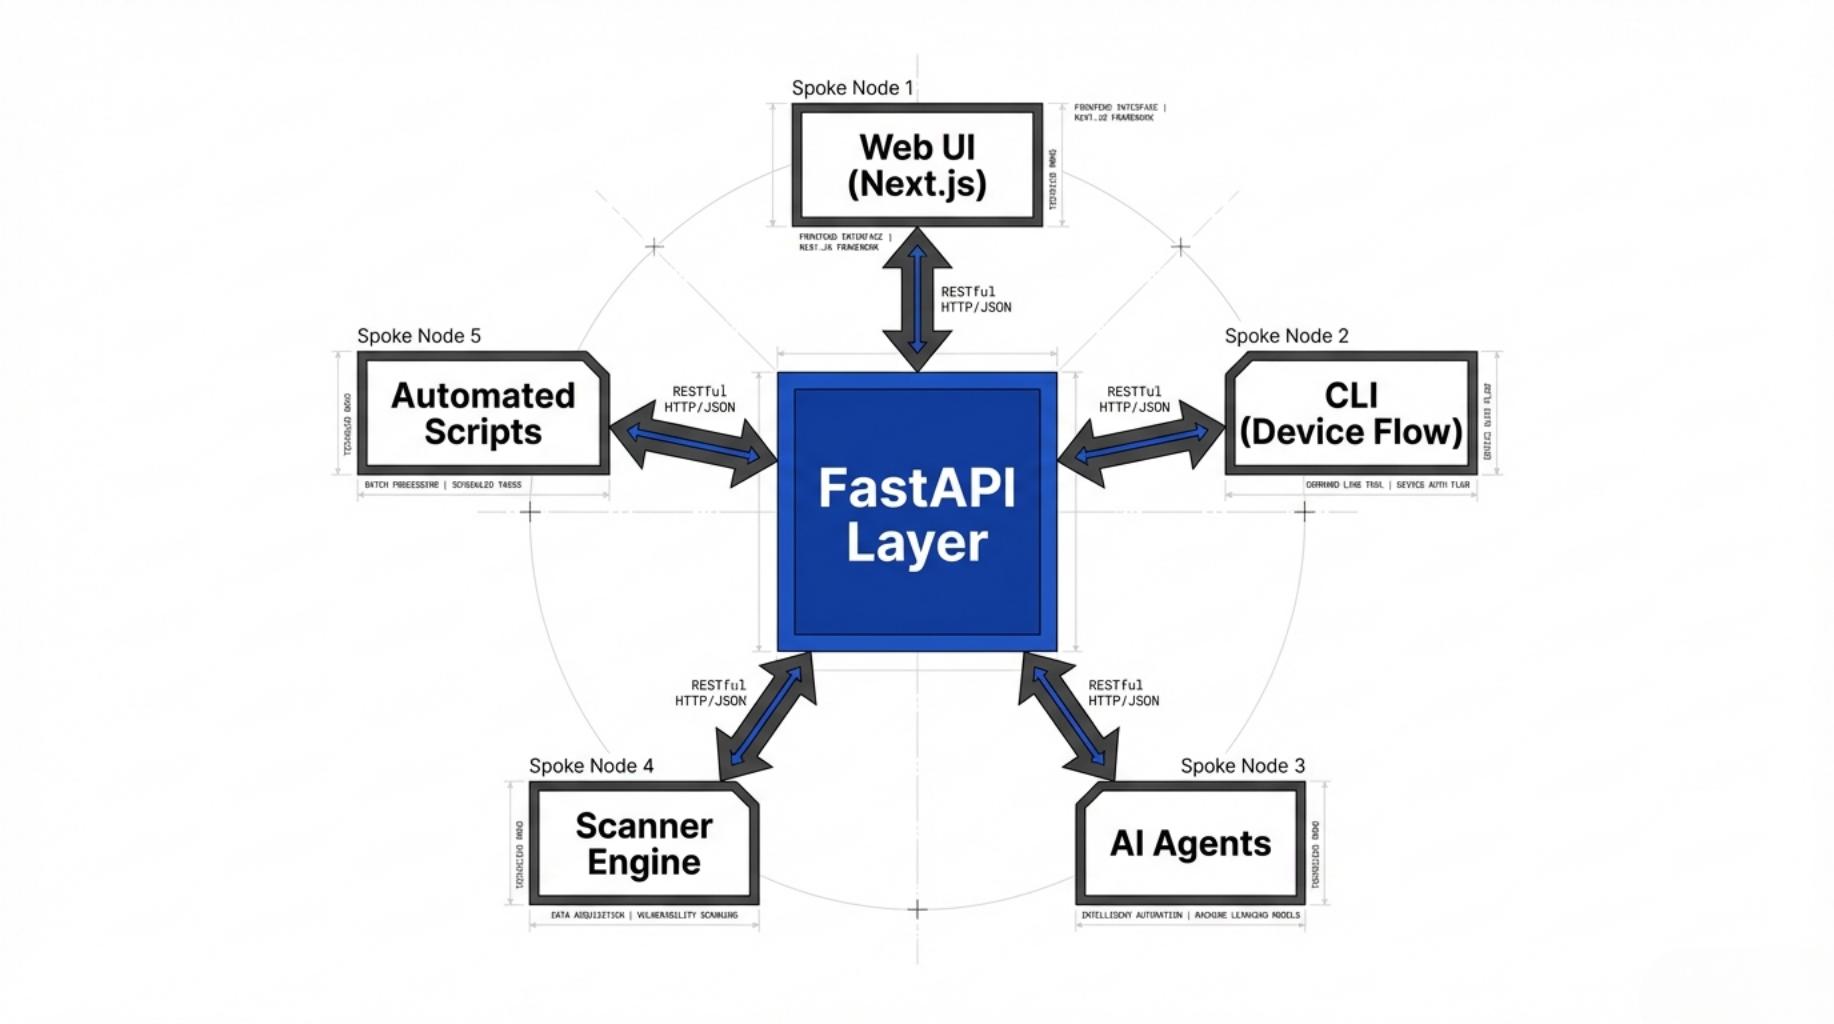 Spoke Node 1
Web UI
(Next.js)
RESTful
HTTP/JSON
Spoke Node 5
Automated
Scripts
RESTful
HTTP/JSON
Spoke Node 2
CLI
(Device Flow)
RESTful
HTTP/JSON
FastAPI
Layer
RESTful
HTTP/JSON
RESTful
HTTP/JSON
Spoke Node 4
Scanner
Engine
Spoke Node 3
AI Agents